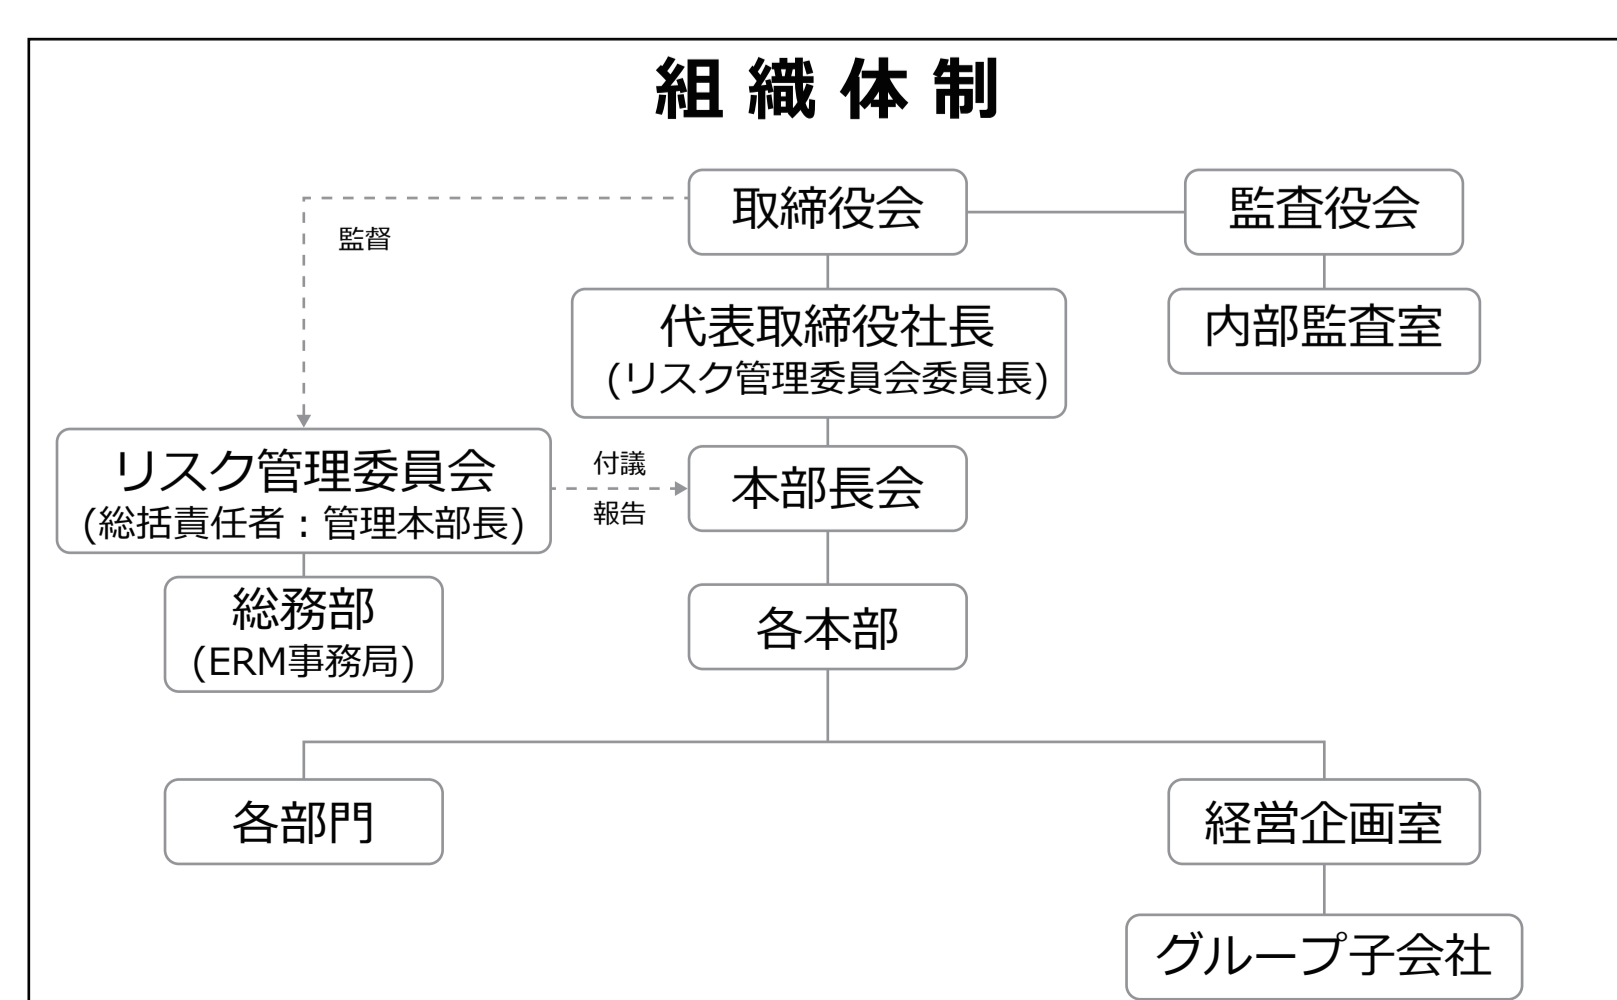 組織体制
取締役会
監査役会
監督
代表取締役社長
(リスク管理委員会委員長)
内部監査室
リスク管理委員会
(総括責任者：管理本部長)
付議
報告
本部長会
総務部
(ERM事務局)
各本部
各部門
経営企画室
グループ子会社